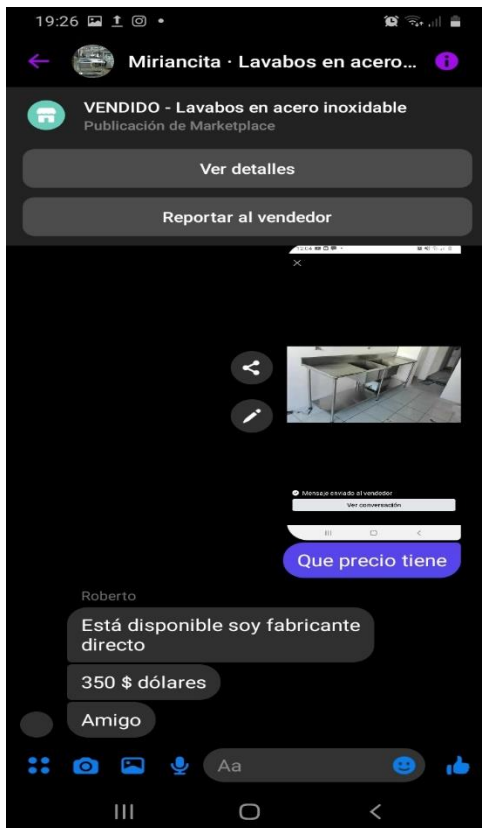 19:26
Miriancita · Lavabos en acero...
VENDIDO - Lavabos en acero inoxidable
Publicación de Marketplace
Ver detalles
Reportar al vendedor
Mensaje enviado al vendedor
Ver conversación
Que precio tiene
Roberto
Está disponible soy fabricante
directo
350 $ dólares
Amigo
Aa